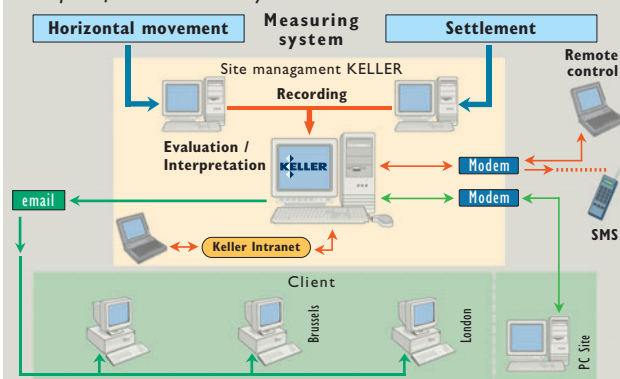 Horizontal movement
Measuring
system
Settlement
Site managament KELLER
Remote
control
Recording
Evaluation /
Interpretation
KELLER
Modem
email
Modem
SMS
Keller Intranet
Client
Brussels
London
PC Site